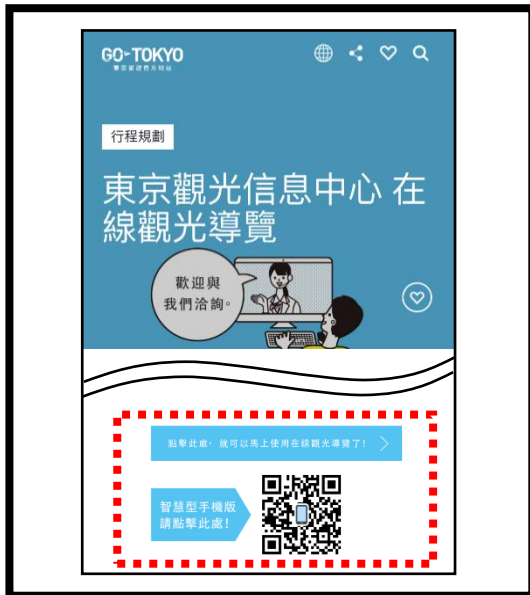 GO TOKYO
東京旅遊官方網站
行程規劃
東京觀光信息中心 在
線觀光導覽
歡迎與
我們洽詢。
點擊此處，就可以馬上使用在線觀光導覽了！
智慧型手機版
請點擊此處！